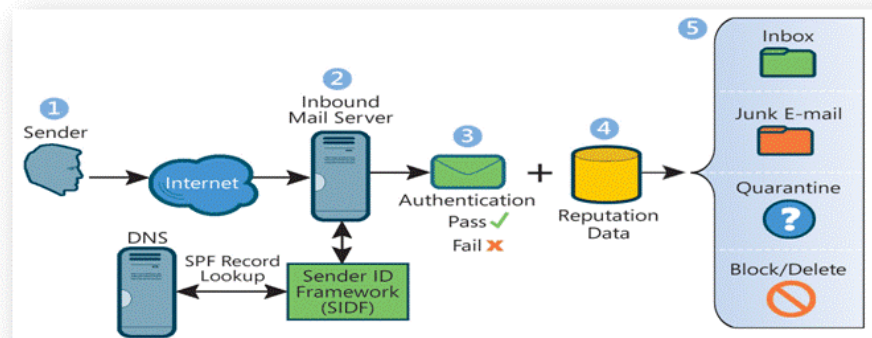 1
Sender
Internet
2
Inbound
Mail Server
DNS
SPF Record
Lookup
Sender ID
Framework
(SIDF)
3
Authentication
Pass ✓
Fail ✗
+
4
Reputation
Data
5
Inbox
Junk E-mail
Quarantine
?
Block/Delete